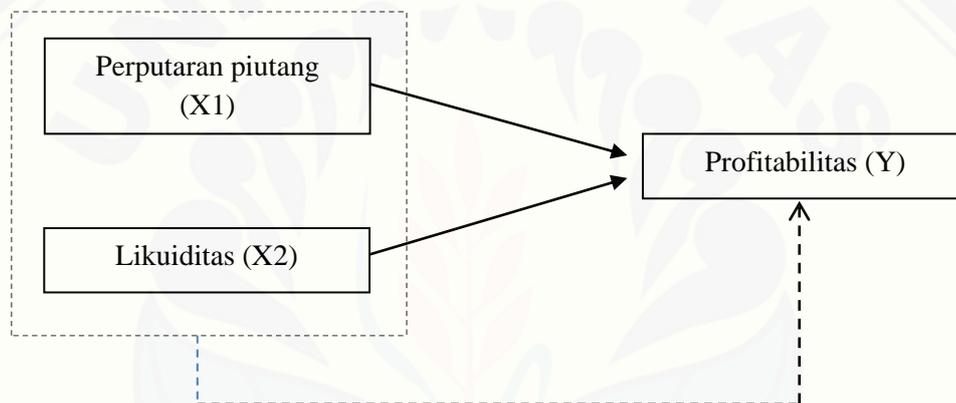 Perputaran piutang
(X1)
Profitabilitas (Y)
Likuiditas (X2)